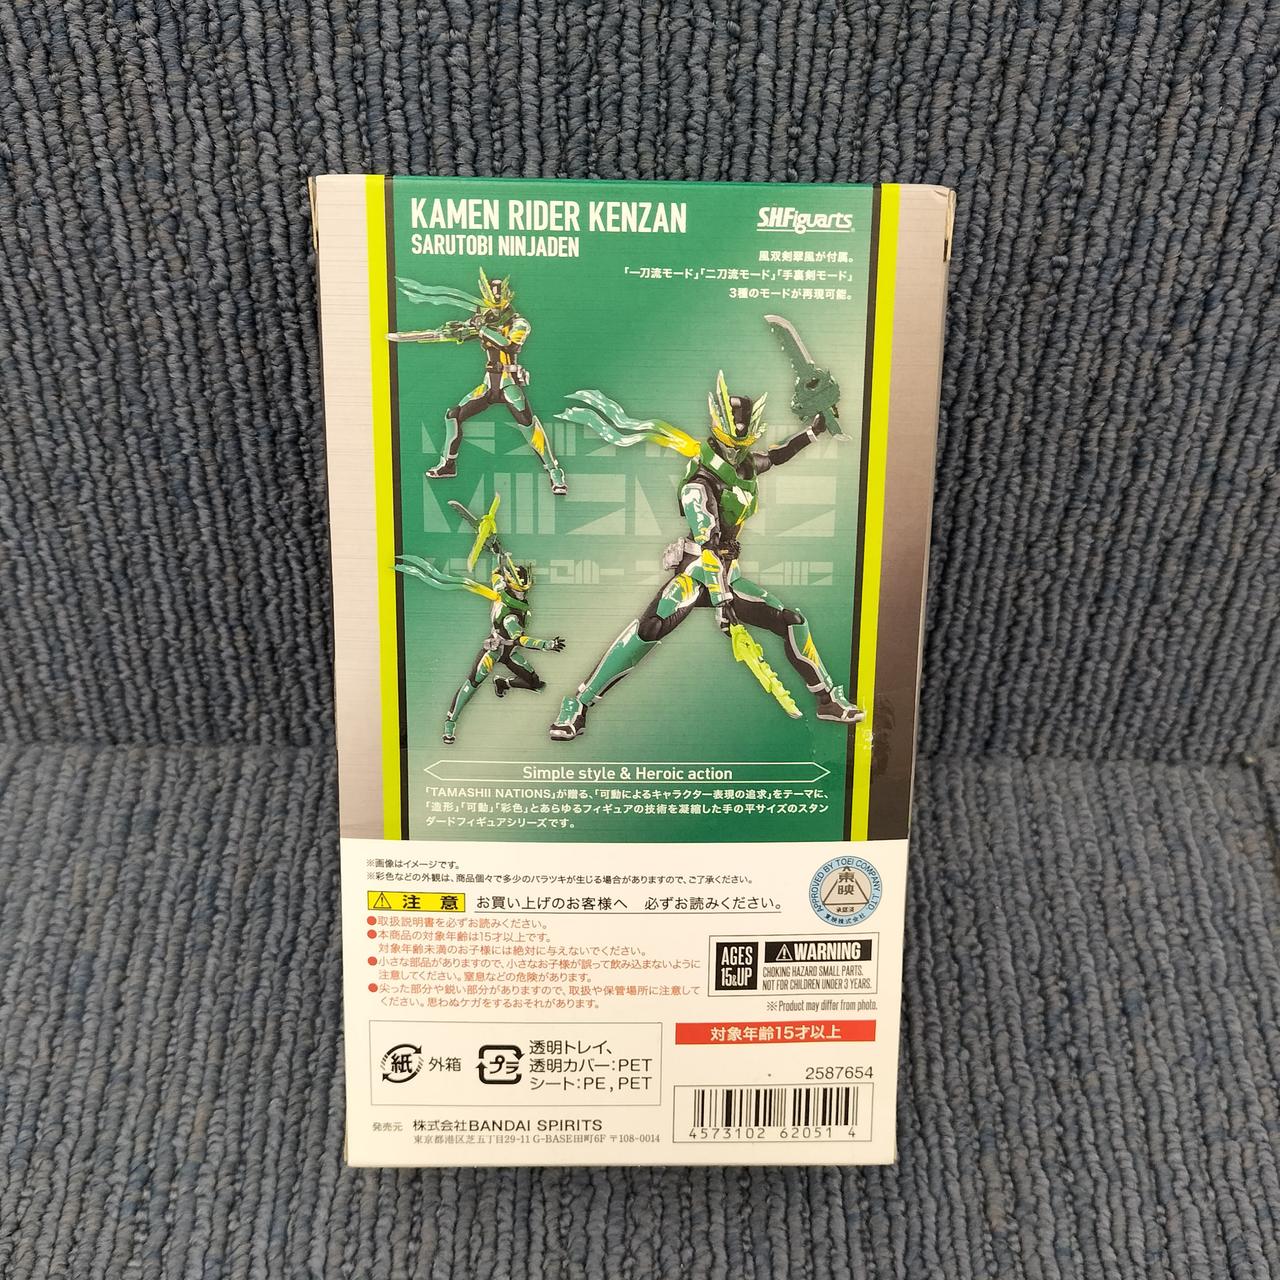 KAMEN RIDER KENZAN
SARUTOBI NINJADEN
S.H.Figuarts
風双剣翠風が付属。
「一刀流モード」「二刀流モード」「手裏剣モード」
3種のモードが再現可能。
Simple style & Heroic action
「TAMASHII NATIONS」が贈る、「可動によるキャラクター表現の追求」をテーマに、
「造形」「可動」「彩色」とあらゆるフィギュアの技術を凝縮した手の平サイズのスタン
ダードフィギュアシリーズです。
※画像はイメージです。
※彩色などの外観は、商品個々で多少のバラツキが生じる場合がありますので、ご了承ください。
注意 お買い上げのお客様へ 必ずお読みください。
●取扱説明書を必ずお読みください。
●本商品の対象年齢は15才以上です。
対象年齢未満のお子様には絶対に与えないでください。
●小さな部品がありますので、小さなお子様が誤って飲み込まないように
注意してください。窒息などの危険があります。
●尖った部分や鋭い部分がありますので、取扱や保管場所に注意して
ください。思わぬケガをするおそれがあります。
APPROVED BY TOEI COMPANY, LTD.
東映
承認済
東映株式会社
AGES
15&UP
WARNING
CHOKING HAZARD SMALL PARTS.
NOT FOR CHILDREN UNDER 3 YEARS.
※Product may differ from photo.
対象年齢15才以上
紙 外箱
プラ
透明トレイ、
透明カバー:PET
シート:PE, PET
2587654
4573102 62051 4
発売元 株式会社BANDAI SPIRITS
東京都港区芝五丁目29-11 G-BASE田町6F 〒108-0014